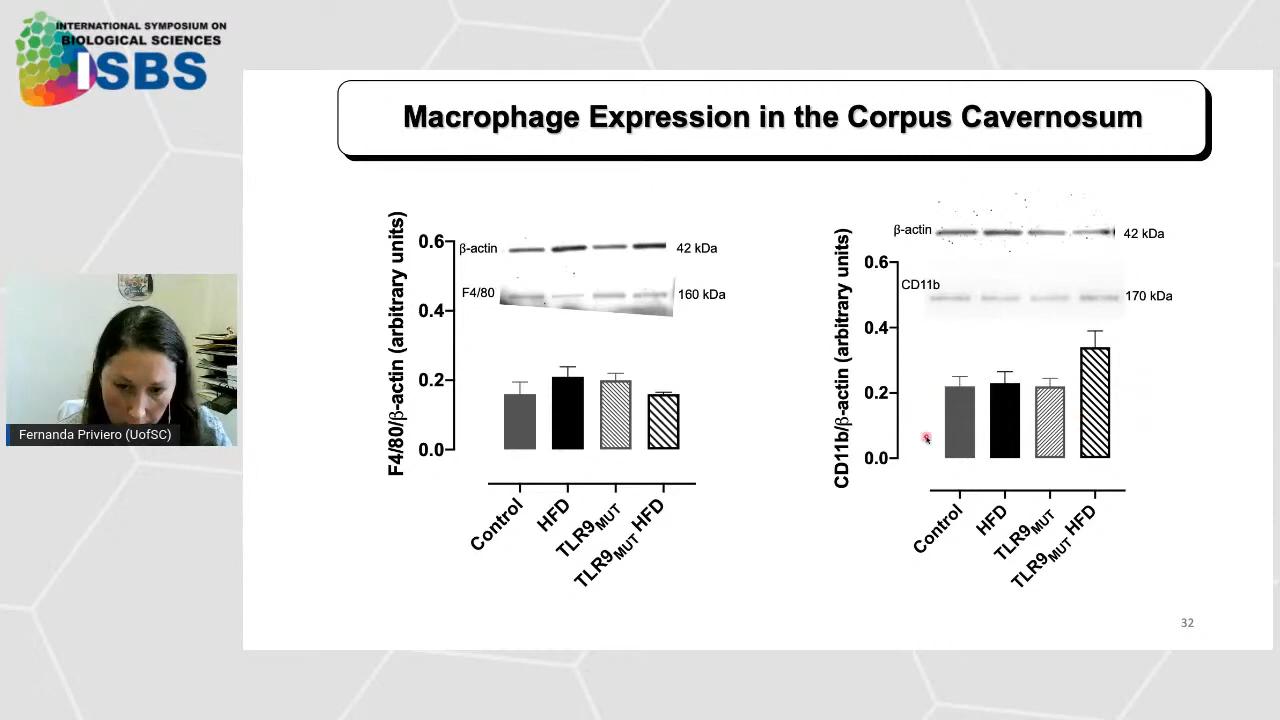 INTERNATIONAL SYMPOSIUM ON
BIOLOGICAL SCIENCES
ISBS
Macrophage Expression in the Corpus Cavernosum
F4/80/β-actin (arbitrary units)
0.6
0.4
0.2
0.0
β-actin
42 kDa
F4/80
160 kDa
Control
HFD
TLR9MUT
TLR9MUT HFD
CD11b/β-actin (arbitrary units)
0.6
0.4
0.2
0.0
β-actin
42 kDa
CD11b
170 kDa
Control
HFD
TLR9MUT
TLR9MUT HFD
Fernanda Priviero (UofSC)
32